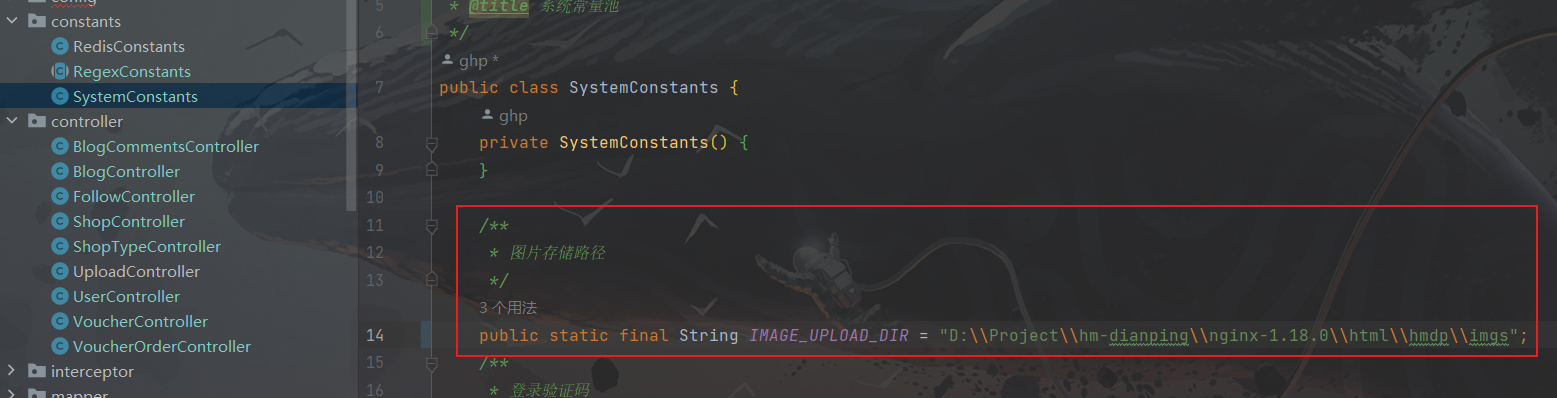 config
constants
RedisConstants
RegexConstants
SystemConstants
controller
BlogCommentsController
BlogController
FollowController
ShopController
ShopTypeController
UploadController
UserController
VoucherController
VoucherOrderController
interceptor
mapper
5 * @title 系统常量池
6 */
ghp *
7 public class SystemConstants {
ghp
8 private SystemConstants() {
9 }
10
11 /**
12 * 图片存储路径
13 */
3 个用法
14 public static final String IMAGE_UPLOAD_DIR = "D:\\Project\\hm-dianping\\nginx-1.18.0\\html\\hmdp\\imgs";
15 /**
16 * 登录验证码